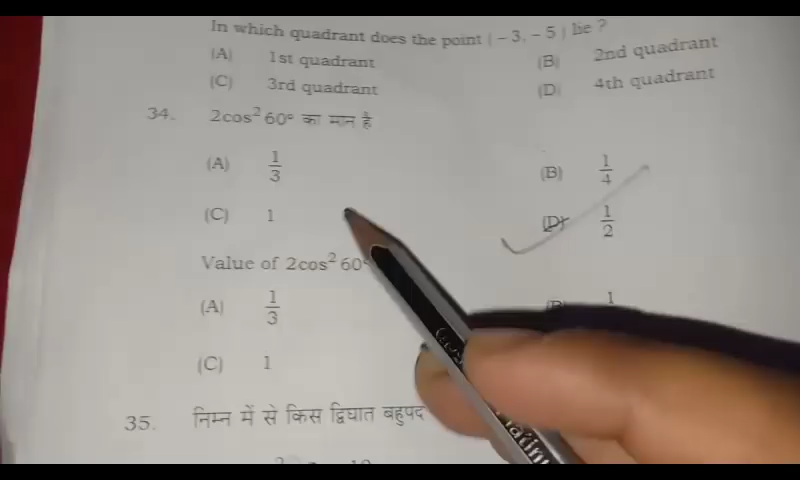 In which quadrant does the point (-3, -5) lie ?
(A) 1st quadrant (B) 2nd quadrant
(C) 3rd quadrant (D) 4th quadrant
34. 2cos² 60° का मान है
(A) 1/3 (B) 1/4
(C) 1 (D) 1/2
Value of 2cos² 60°
(A) 1/3
(C) 1
35. निम्न में से किस द्विघात बहुपद